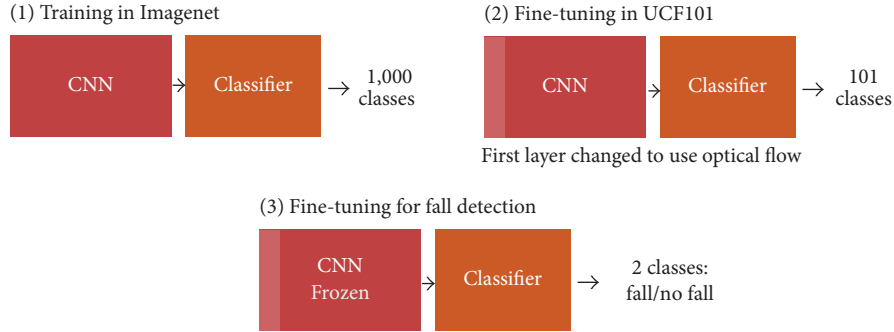 (1) Training in Imagenet
CNN
Classifier
1,000
classes
(2) Fine-tuning in UCF101
CNN
Classifier
101
classes
First layer changed to use optical flow
(3) Fine-tuning for fall detection
CNN
Frozen
Classifier
2 classes:
fall/no fall